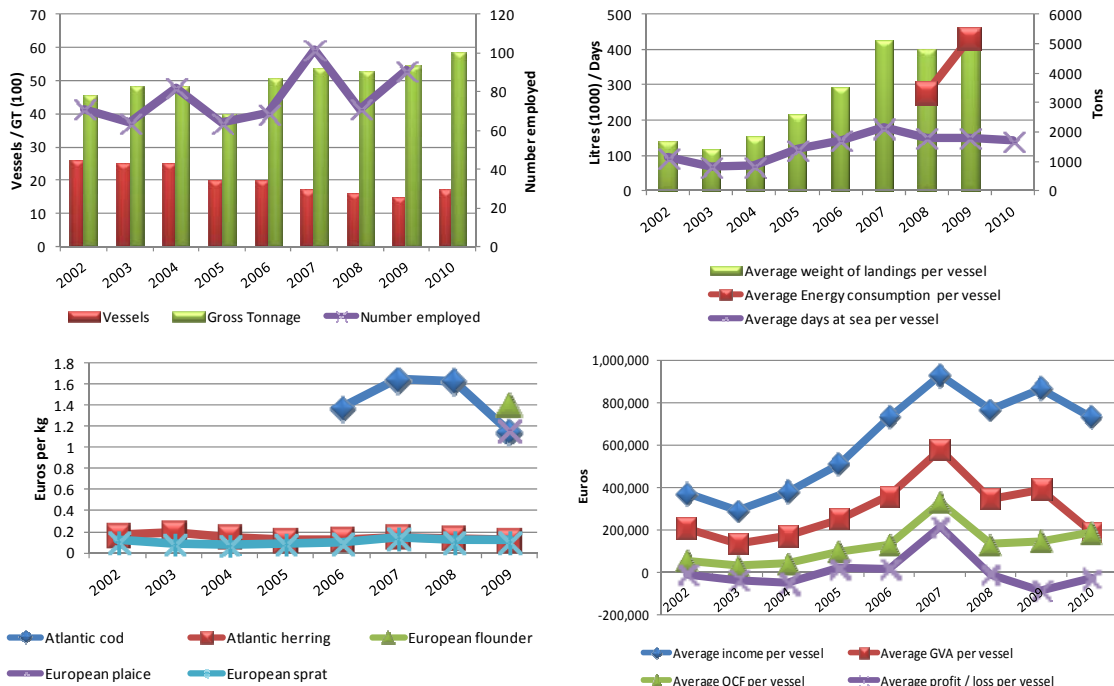 Vessels / GT (100)
70
60
50
40
30
20
10
0
120
100
80
60
40
20
0
Number employed
2002 2003 2004 2005 2006 2007 2008 2009 2010
Vessels Gross Tonnage Number employed
Litres (1000) / Days
500
400
300
200
100
0
6000
5000
4000
3000
2000
1000
0
Tons
2002 2003 2004 2005 2006 2007 2008 2009 2010
Average weight of landings per vessel
Average Energy consumption per vessel
Average days at sea per vessel
Euros per kg
1.8
1.6
1.4
1.2
1
0.8
0.6
0.4
0.2
0
2002 2003 2004 2005 2006 2007 2008 2009
Atlantic cod Atlantic herring European flounder
European plaice European sprat
Euros
1,000,000
800,000
600,000
400,000
200,000
0
-200,000
2002 2003 2004 2005 2006 2007 2008 2009 2010
Average income per vessel Average GVA per vessel
Average OCF per vessel Average profit / loss per vessel